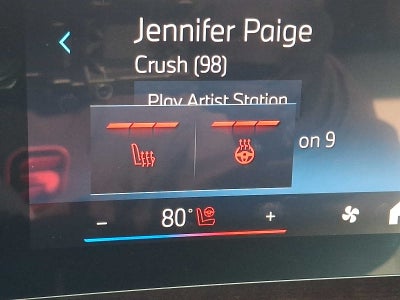 Jennifer Paige
Crush (98)
Play Artist Station
on 9
- 80° +